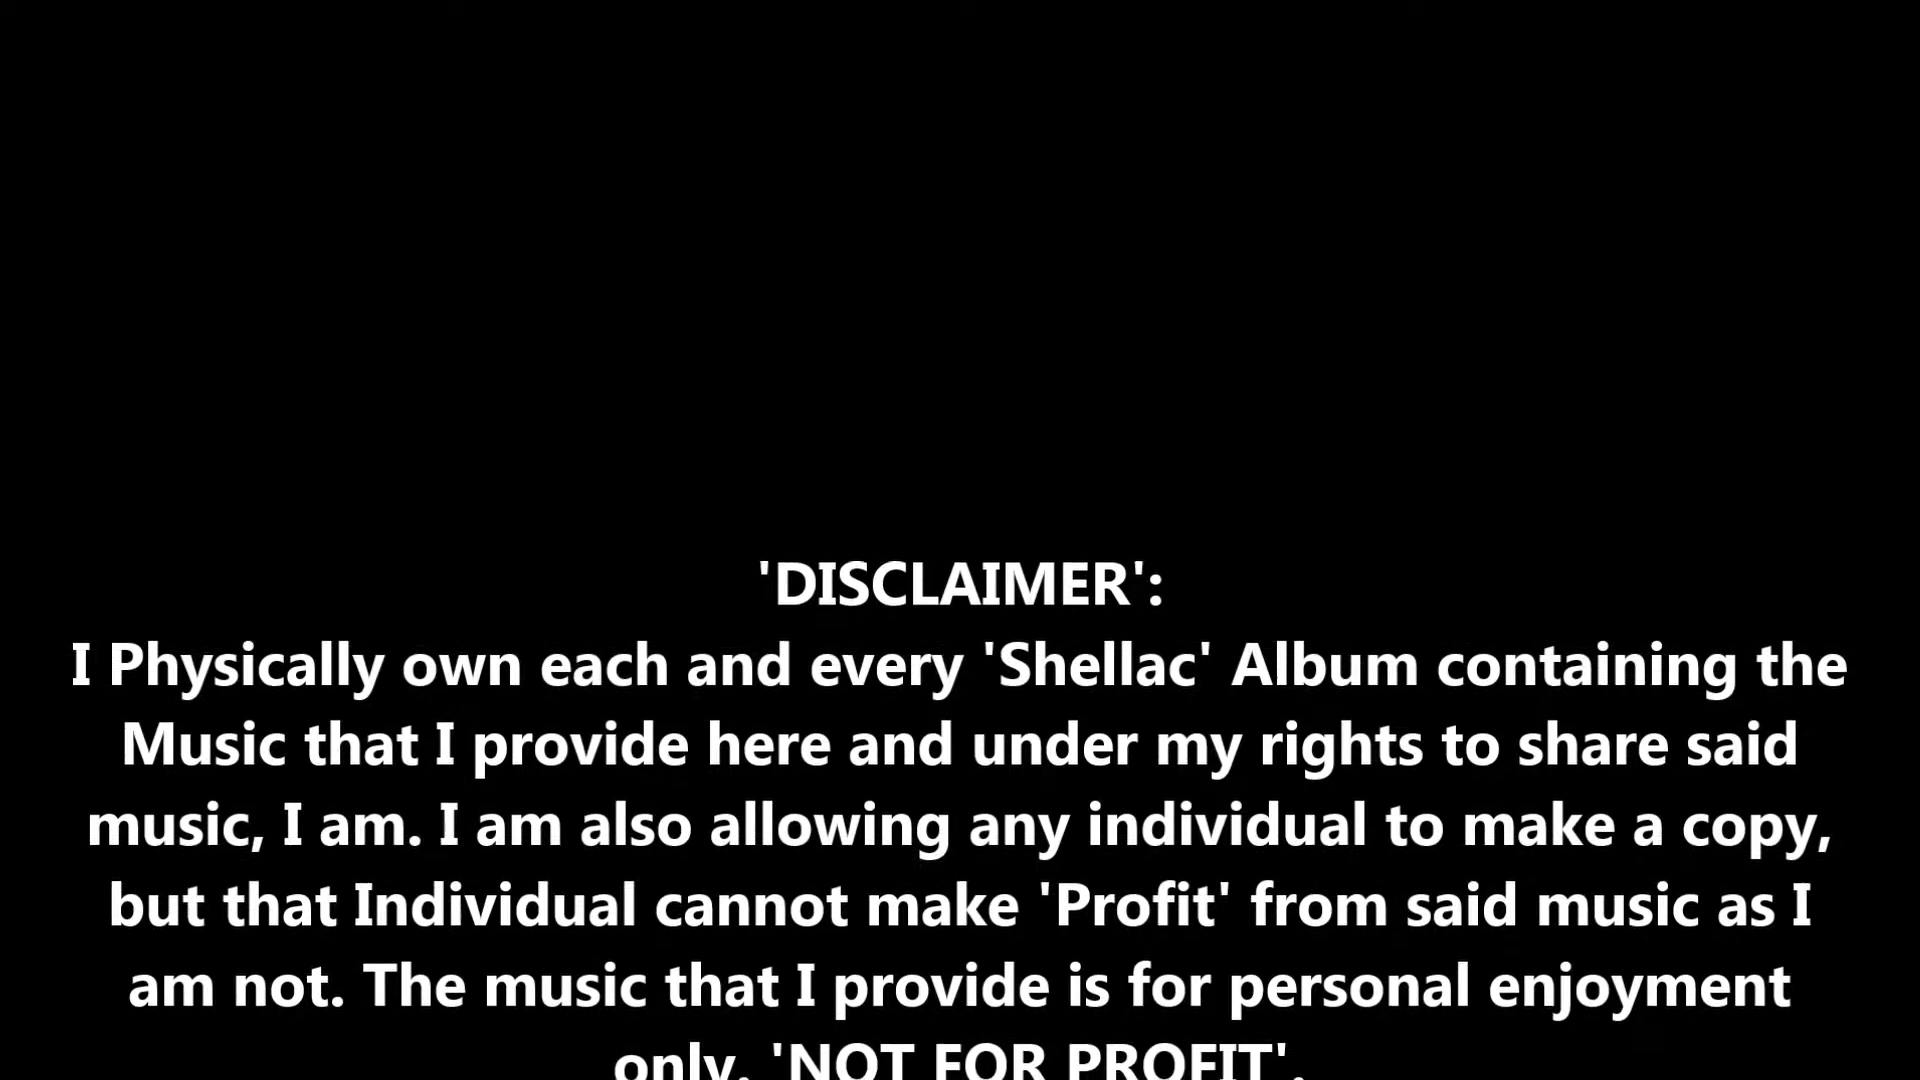 'DISCLAIMER':
I Physically own each and every 'Shellac' Album containing the
Music that I provide here and under my rights to share said
music, I am. I am also allowing any individual to make a copy,
but that Individual cannot make 'Profit' from said music as I
am not. The music that I provide is for personal enjoyment
only. 'NOT FOR PROFIT'.